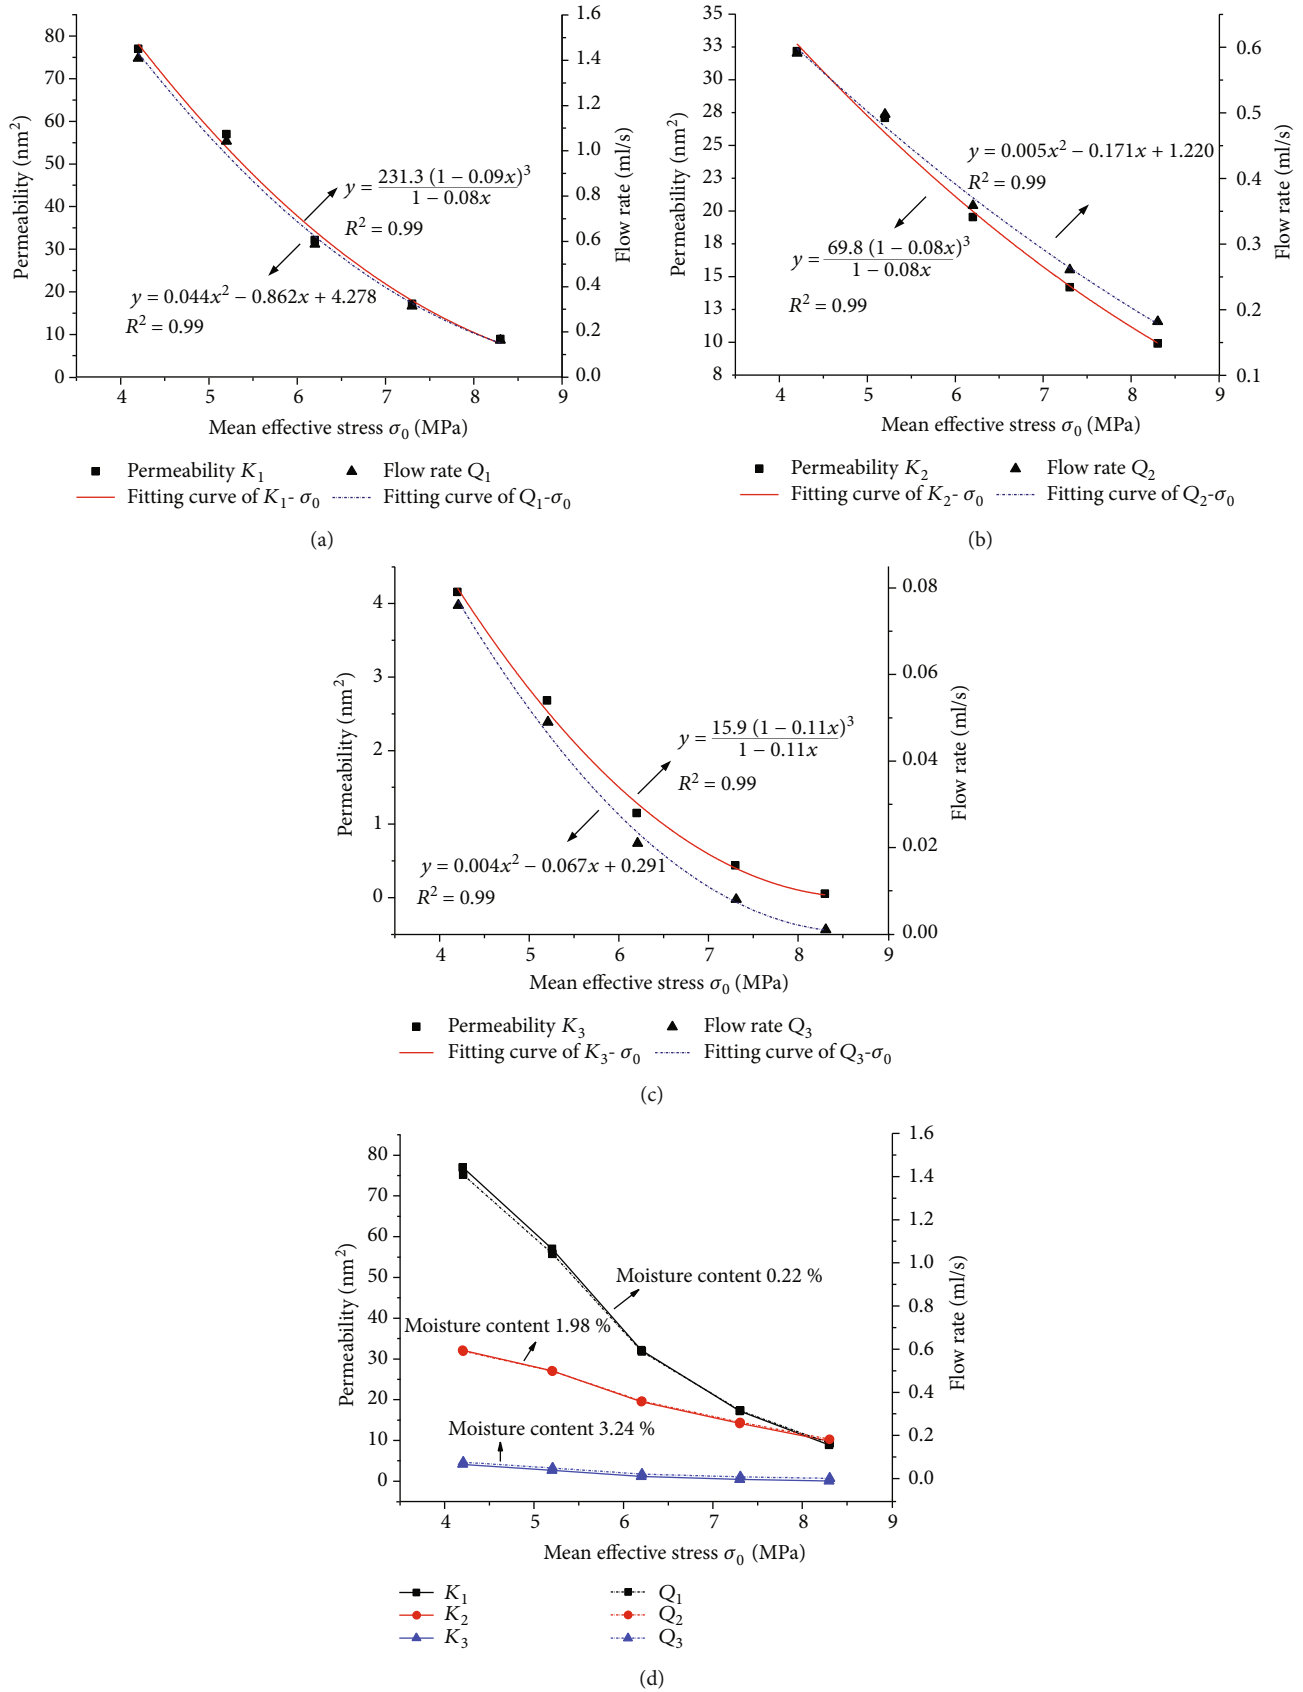 80
70
60
50
40
30
20
10
0
Permeability (nm²)
1.6
1.4
1.2
1.0
0.8
0.6
0.4
0.2
0.0
Flow rate (ml/s)
y = 231.3 (1 − 0.09x)³ / 1 − 0.08x
R² = 0.99
y = 0.044x² − 0.862x + 4.278
R² = 0.99
4 5 6 7 8 9
Mean effective stress σ₀ (MPa)
Permeability K₁ Flow rate Q₁
Fitting curve of K₁- σ₀ Fitting curve of Q₁-σ₀
(a)
35
33
30
28
25
23
20
18
15
13
10
8
Permeability (nm²)
0.6
0.5
0.4
0.3
0.2
0.1
Flow rate (ml/s)
y = 0.005x² − 0.171x + 1.220
R² = 0.99
y = 69.8 (1 − 0.08x)³ / 1 − 0.08x
R² = 0.99
4 5 6 7 8 9
Mean effective stress σ₀ (MPa)
Permeability K₂ Flow rate Q₂
Fitting curve of K₂- σ₀ Fitting curve of Q₂-σ₀
(b)
4
3
2
1
0
Permeability (nm²)
0.08
0.06
0.04
0.02
0.00
Flow rate (ml/s)
y = 15.9 (1 − 0.11x)³ / 1 − 0.11x
R² = 0.99
y = 0.004x² − 0.067x + 0.291
R² = 0.99
4 5 6 7 8 9
Mean effective stress σ₀ (MPa)
Permeability K₃ Flow rate Q₃
Fitting curve of K₃- σ₀ Fitting curve of Q₃-σ₀
(c)
80
70
60
50
40
30
20
10
0
Permeability (nm²)
1.6
1.4
1.2
1.0
0.8
0.6
0.4
0.2
0.0
Flow rate (ml/s)
Moisture content 0.22 %
Moisture content 1.98 %
Moisture content 3.24 %
4 5 6 7 8 9
Mean effective stress σ₀ (MPa)
K₁ Q₁
K₂ Q₂
K₃ Q₃
(d)